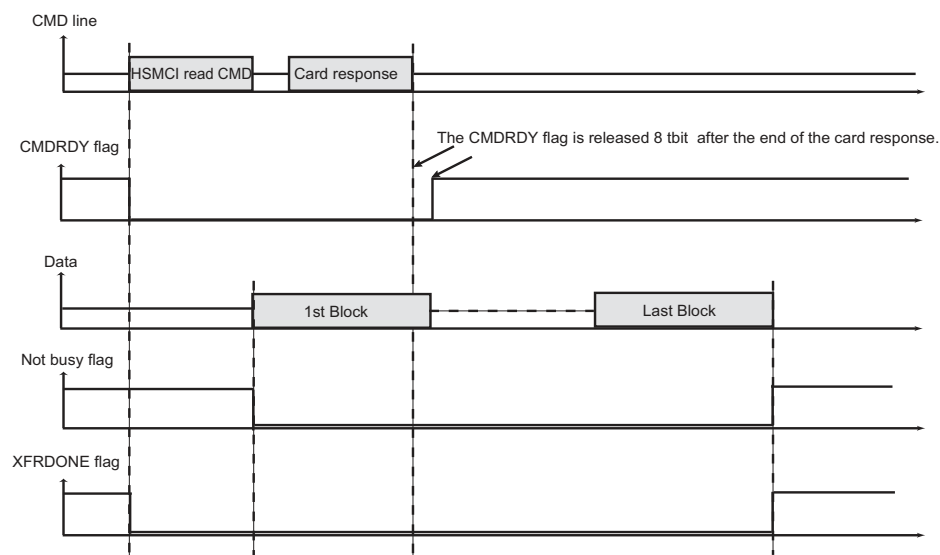 CMD line
HSMCI read CMD
Card response
CMDRDY flag
The CMDRDY flag is released 8 tbit after the end of the card response.
Data
1st Block
Last Block
Not busy flag
XFRDONE flag